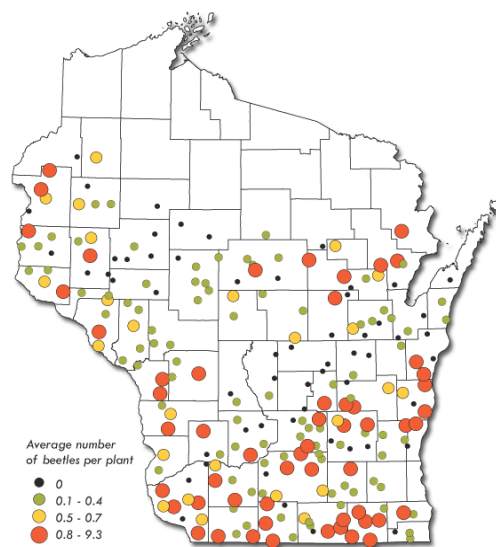 Average number
of beetles per plant
0
0.1 - 0.4
0.5 - 0.7
0.8 - 9.3